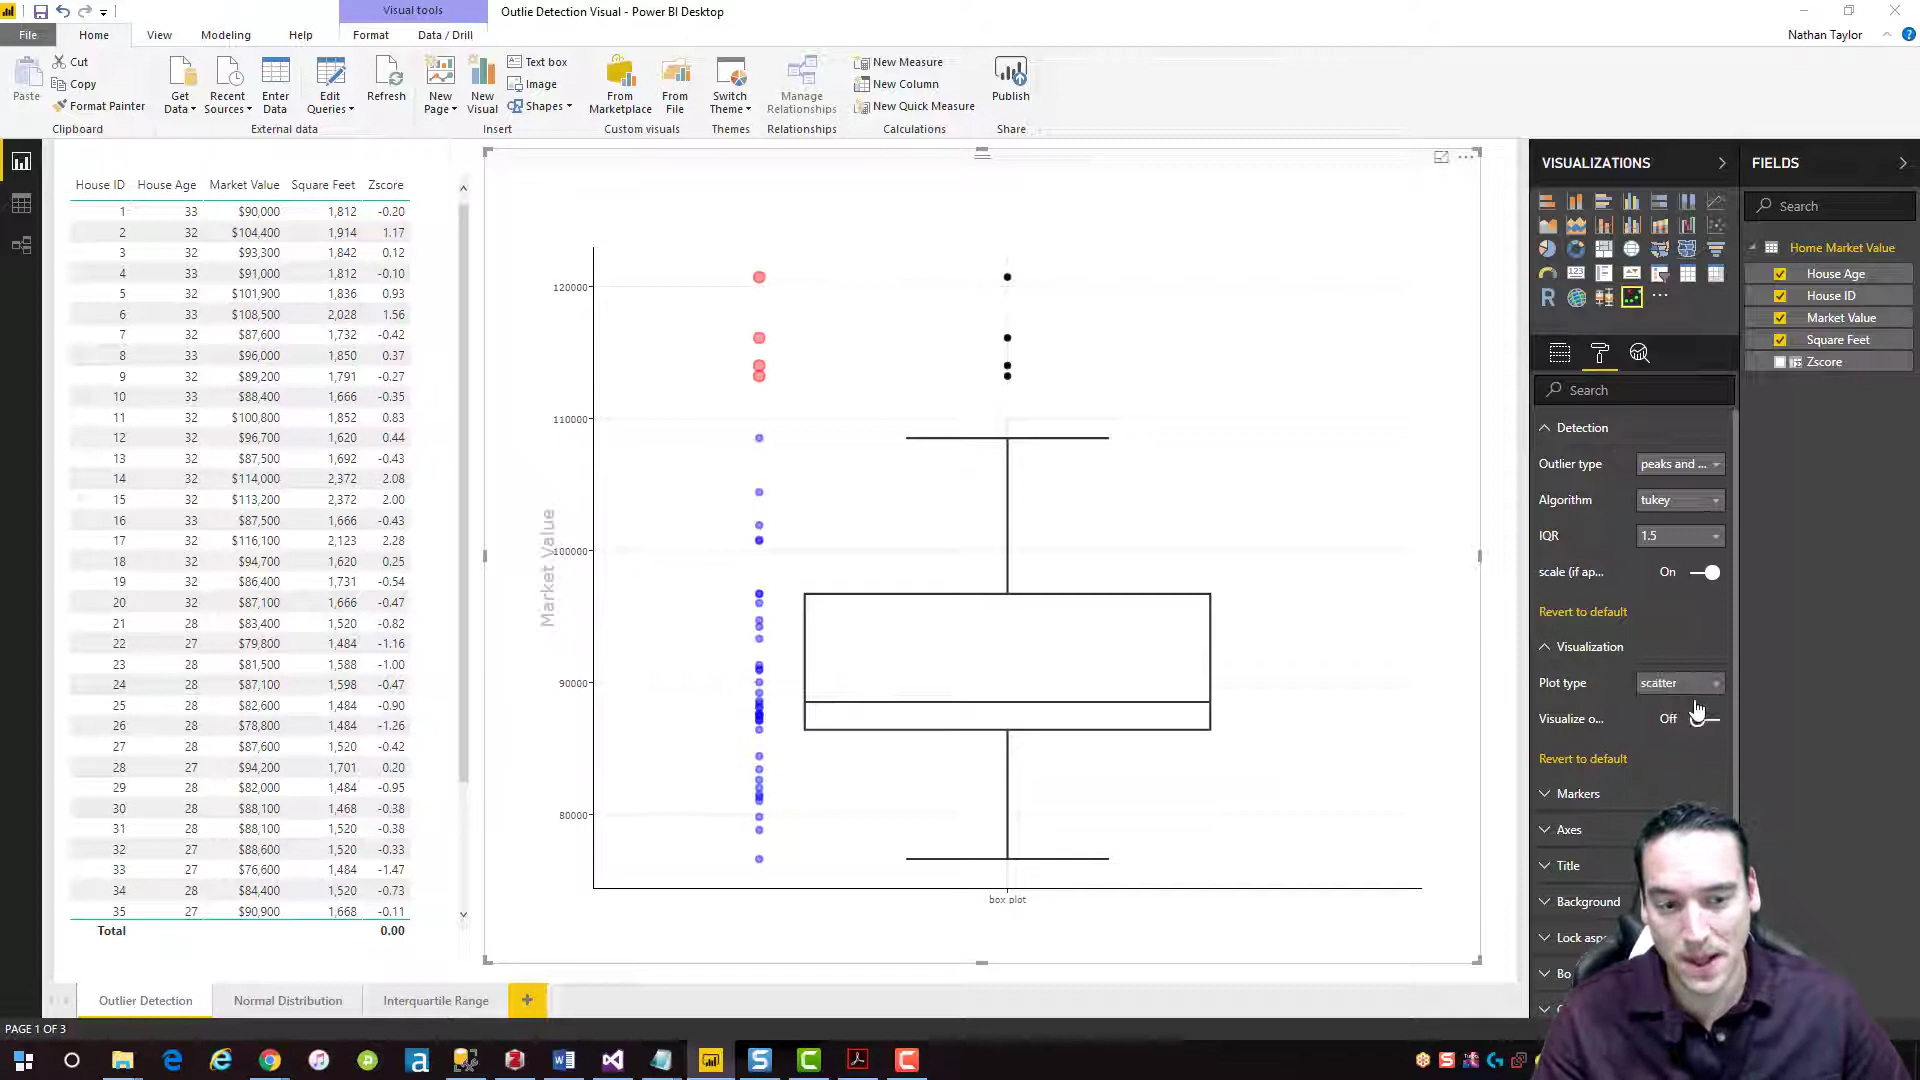 Visual tools
Outlie Detection Visual - Power BI Desktop
File Home View Modeling Help Format Data / Drill
Nathan Taylor
Paste
Cut
Copy
Format Painter
Clipboard
Get Data
Recent Sources
Enter Data
Edit Queries
External data
Refresh
New Page
New Visual
Text box
Image
Shapes
Insert
From Marketplace
From File
Custom visuals
Switch Theme
Themes
Manage Relationships
Relationships
New Measure
New Column
New Quick Measure
Calculations
Publish
Share
House ID House Age Market Value Square Feet Zscore
1 33 $90,000 1,812 -0.20
2 32 $104,400 1,914 1.17
3 32 $93,300 1,842 0.12
4 33 $91,000 1,812 -0.10
5 32 $101,900 1,836 0.93
6 33 $108,500 2,028 1.56
7 32 $87,600 1,732 -0.42
8 33 $96,000 1,850 0.37
9 32 $89,200 1,791 -0.27
10 33 $88,400 1,666 -0.35
11 32 $100,800 1,852 0.83
12 32 $96,700 1,620 0.44
13 32 $87,500 1,692 -0.43
14 32 $114,000 2,372 2.08
15 32 $113,200 2,372 2.00
16 33 $87,500 1,666 -0.43
17 32 $116,100 2,123 2.28
18 32 $94,700 1,620 0.25
19 32 $86,400 1,731 -0.54
20 32 $87,100 1,666 -0.47
21 28 $83,400 1,520 -0.82
22 27 $79,800 1,484 -1.16
23 28 $81,500 1,588 -1.00
24 28 $87,100 1,598 -0.47
25 28 $82,600 1,484 -0.90
26 28 $78,800 1,484 -1.26
27 28 $87,600 1,520 -0.42
28 27 $94,200 1,701 0.20
29 28 $82,000 1,484 -0.95
30 28 $88,100 1,468 -0.38
31 28 $88,100 1,520 -0.38
32 28 $88,600 1,520 -0.33
33 27 $76,600 1,484 -1.47
34 28 $84,400 1,520 -0.73
35 27 $90,900 1,668 -0.11
Total 0.00
Market Value
120000
110000
100000
90000
80000
box plot
VISUALIZATIONS
Search
Detection
Outlier type peaks and ...
Algorithm tukey
IQR 1.5
scale (if ap... On
Revert to default
Visualization
Plot type scatter
Visualize o... Off
Revert to default
Markers
Axes
Title
Background
Lock asp
Bo
FIELDS
Search
Home Market Value
House Age
House ID
Market Value
Square Feet
Zscore
Outlier Detection Normal Distribution Interquartile Range +
PAGE 1 OF 3